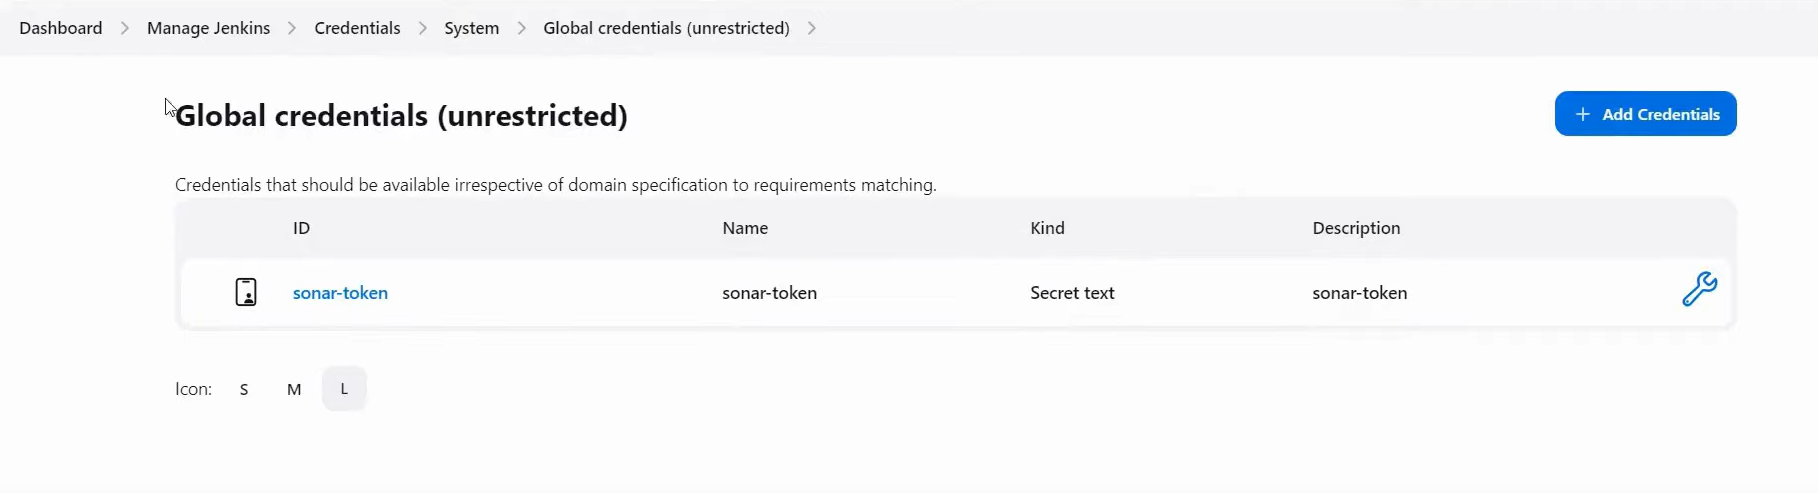 Dashboard > Manage Jenkins > Credentials > System > Global credentials (unrestricted) >
Global credentials (unrestricted)
+ Add Credentials
Credentials that should be available irrespective of domain specification to requirements matching.
ID Name Kind Description
sonar-token sonar-token Secret text sonar-token
Icon: S M L